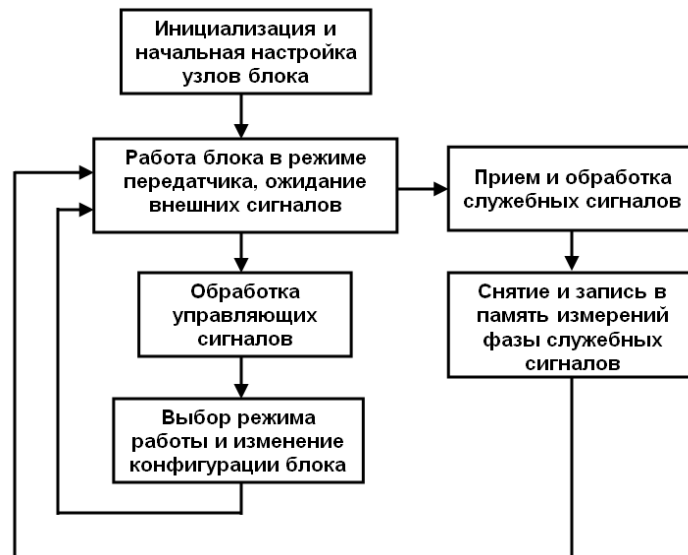 Инициализация и
начальная настройка
узлов блока
Работа блока в режиме
передатчика, ожидание
внешних сигналов
Прием и обработка
служебных сигналов
Обработка
управляющих
сигналов
Снятие и запись в
память измерений
фазы служебных
сигналов
Выбор режима
работы и изменение
конфигурации блока